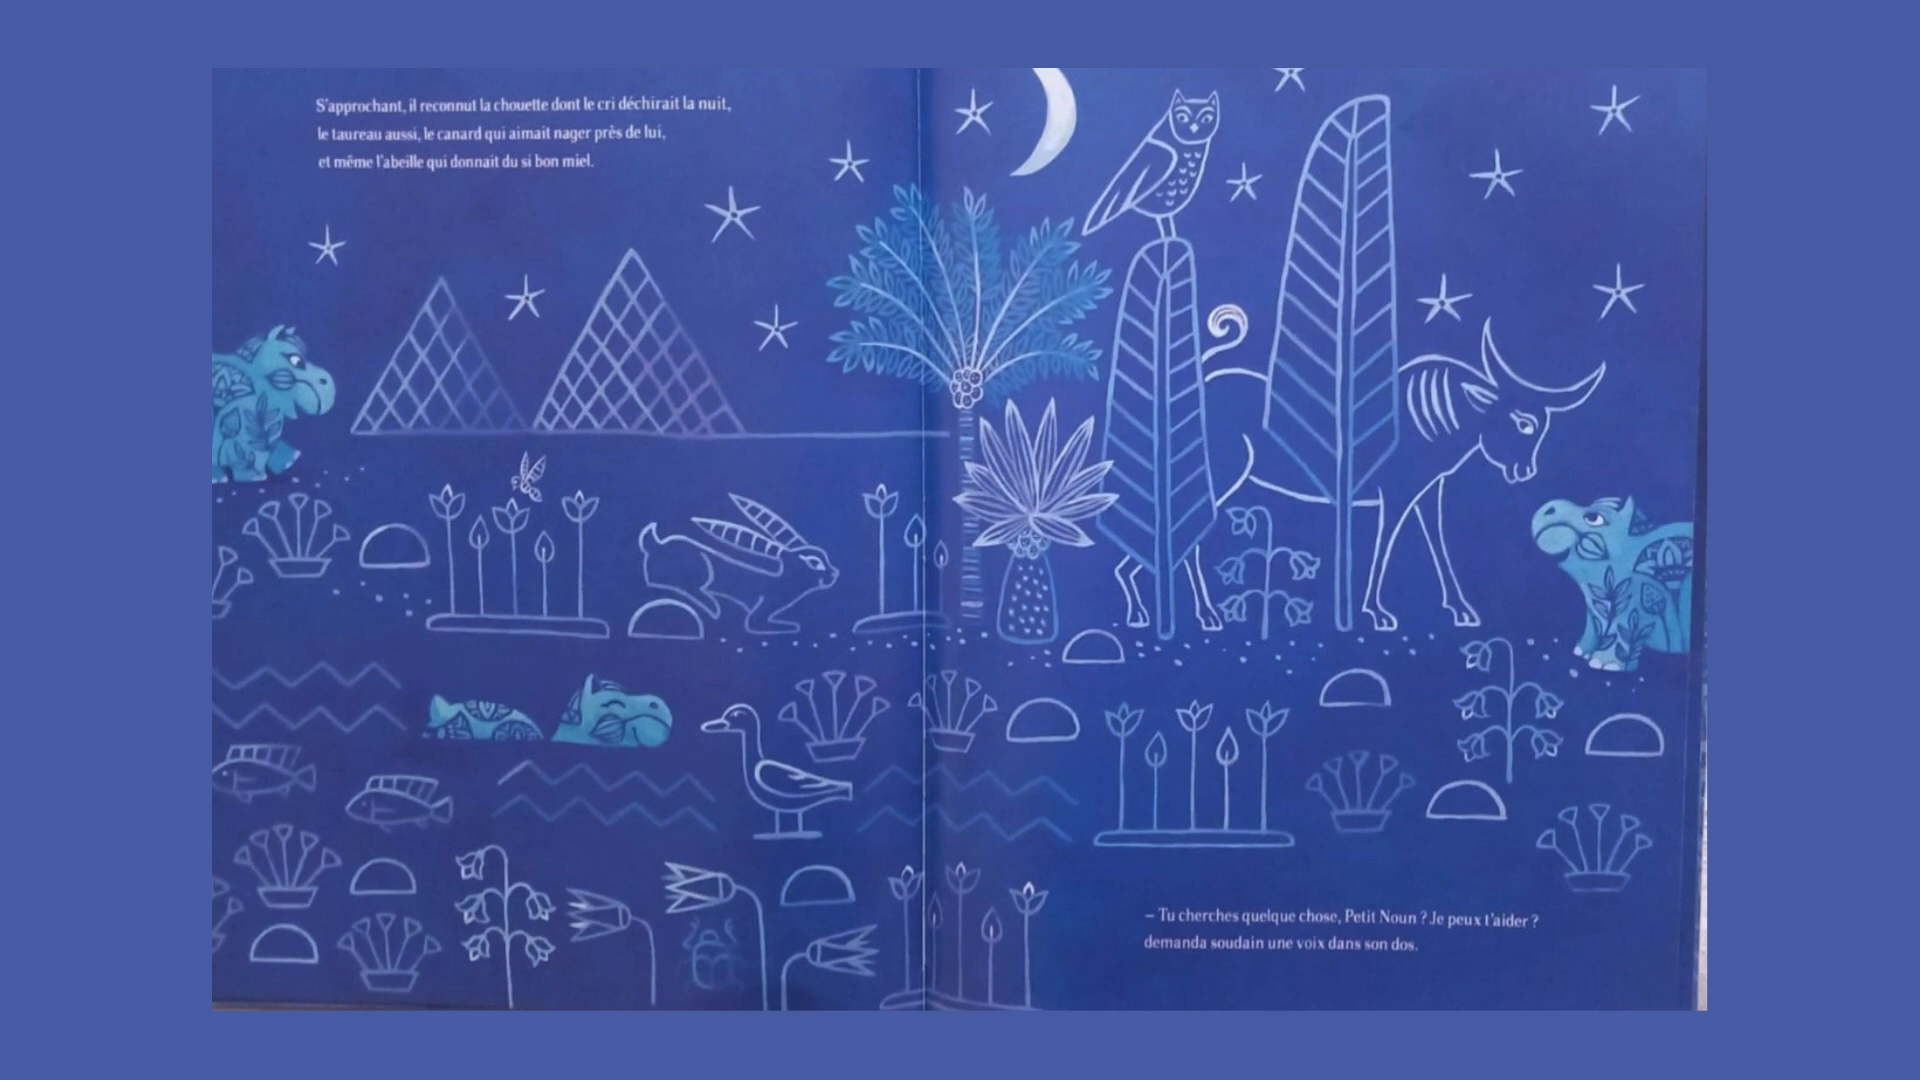 S'approchant, il reconnut la chouette dont le cri déchirait la nuit,
le taureau aussi, le canard qui aimait nager près de lui,
et même l'abeille qui donnait du si bon miel.
– Tu cherches quelque chose, Petit Noun ? Je peux t'aider ?
demanda soudain une voix dans son dos.